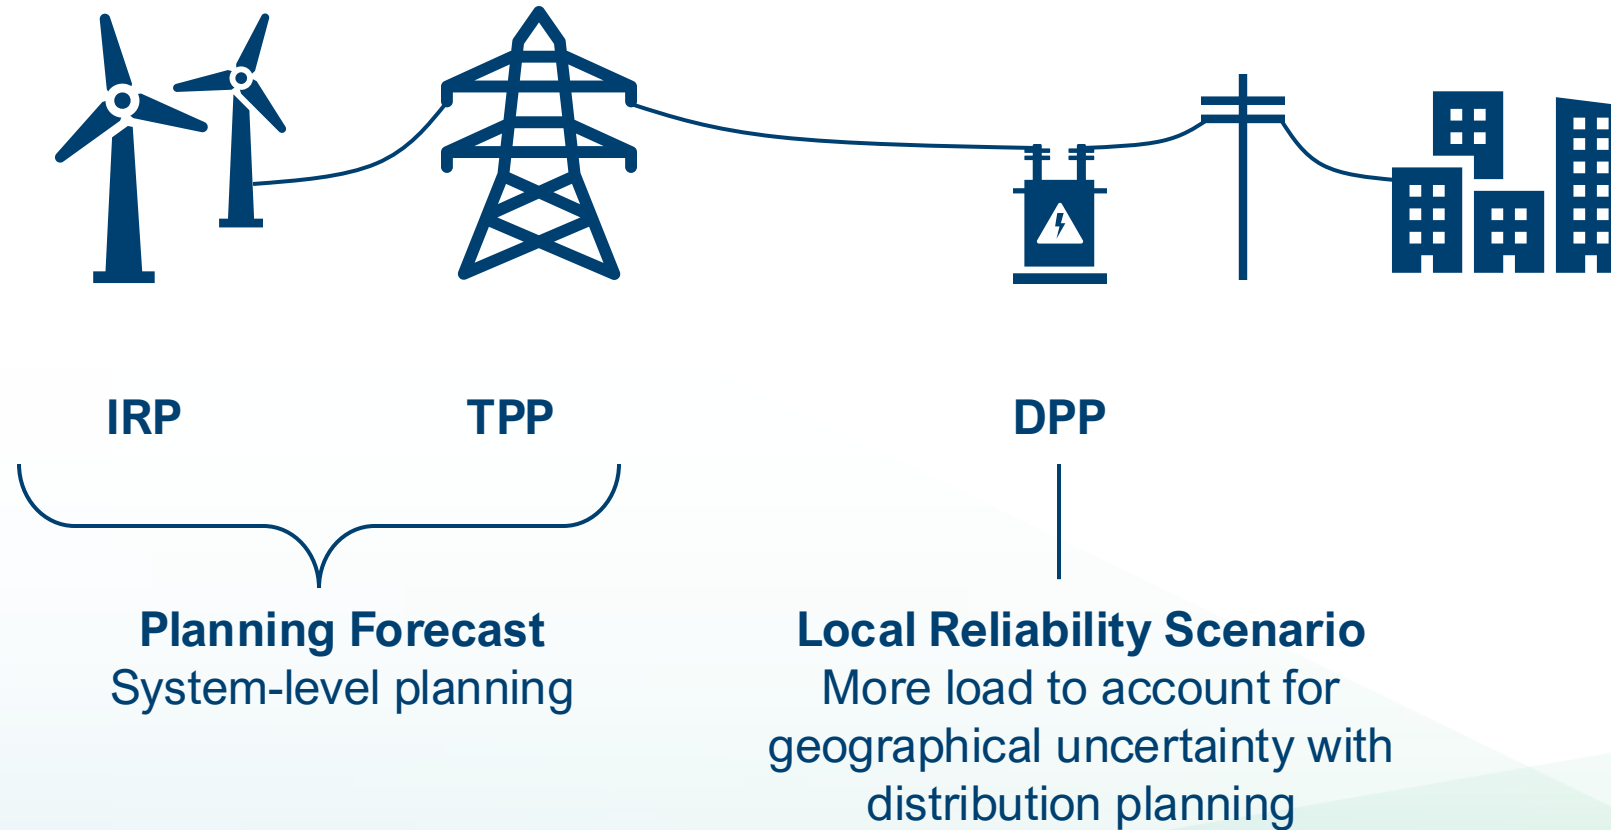 IRP
TPP
DPP
Planning Forecast
System-level planning
Local Reliability Scenario
More load to account for
geographical uncertainty with
distribution planning